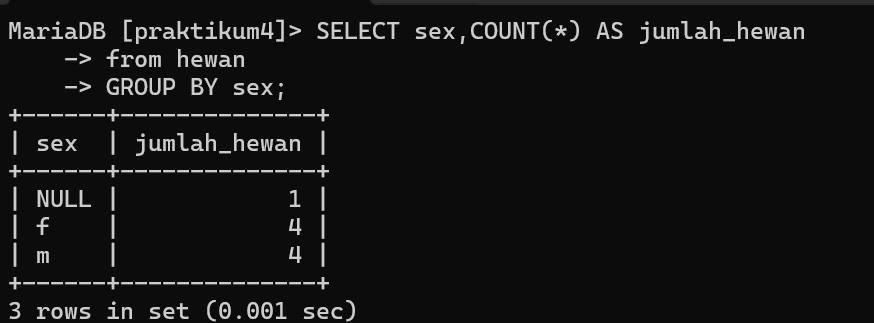 MariaDB [praktikum4]> SELECT sex,COUNT(*) AS jumlah_hewan
    -> from hewan
    -> GROUP BY sex;
+------+--------------+
| sex  | jumlah_hewan |
+------+--------------+
| NULL |            1 |
| f    |            4 |
| m    |            4 |
+------+--------------+
3 rows in set (0.001 sec)